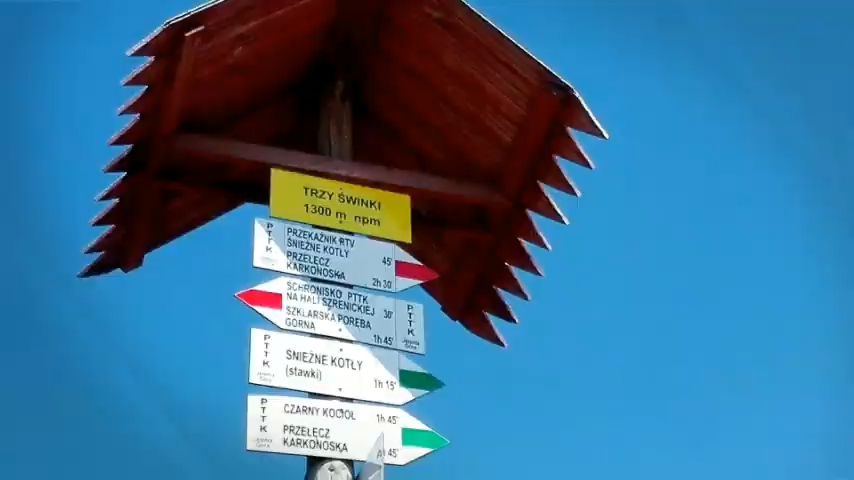 TRZY ŚWINKI
1300 m npm
PTTK
PRZEKAŹNIK RTV
ŚNIEŻNE KOTŁY 45'
PRZEŁĘCZ
KARKONOSKA 2h 30'
SCHRONISKO PTTK
NA HALI SZRENICKIEJ 30'
SZKLARSKA PORĘBA
GÓRNA 1h 45'
PTTK
PTTK
ŚNIEŻNE KOTŁY
(stawki) 1h 15'
PTTK
CZARNY KOCIOŁ 1h 45'
PRZEŁĘCZ
KARKONOSKA 45'